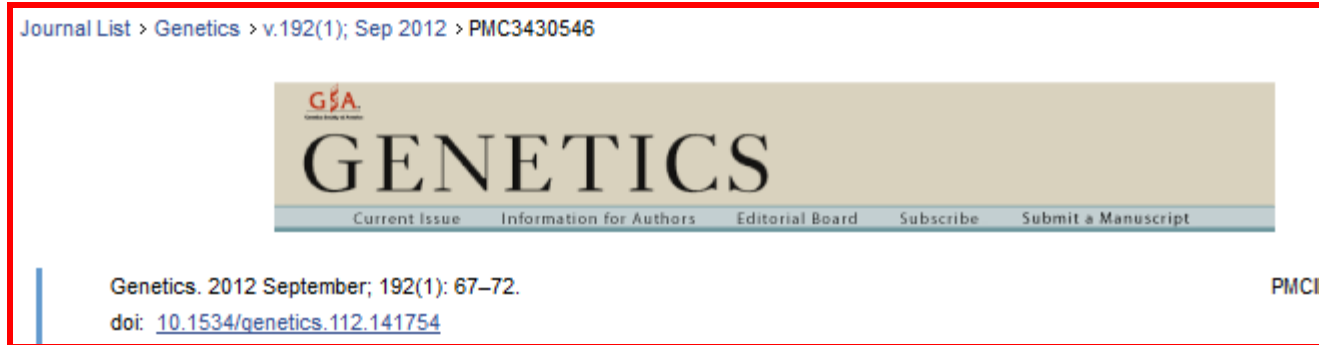 Journal List > Genetics > v.192(1); Sep 2012 > PMC3430546
GSA
GENETICS
Current Issue Information for Authors Editorial Board Subscribe Submit a Manuscript
Genetics. 2012 September; 192(1): 67–72. PMCI
doi: 10.1534/genetics.112.141754